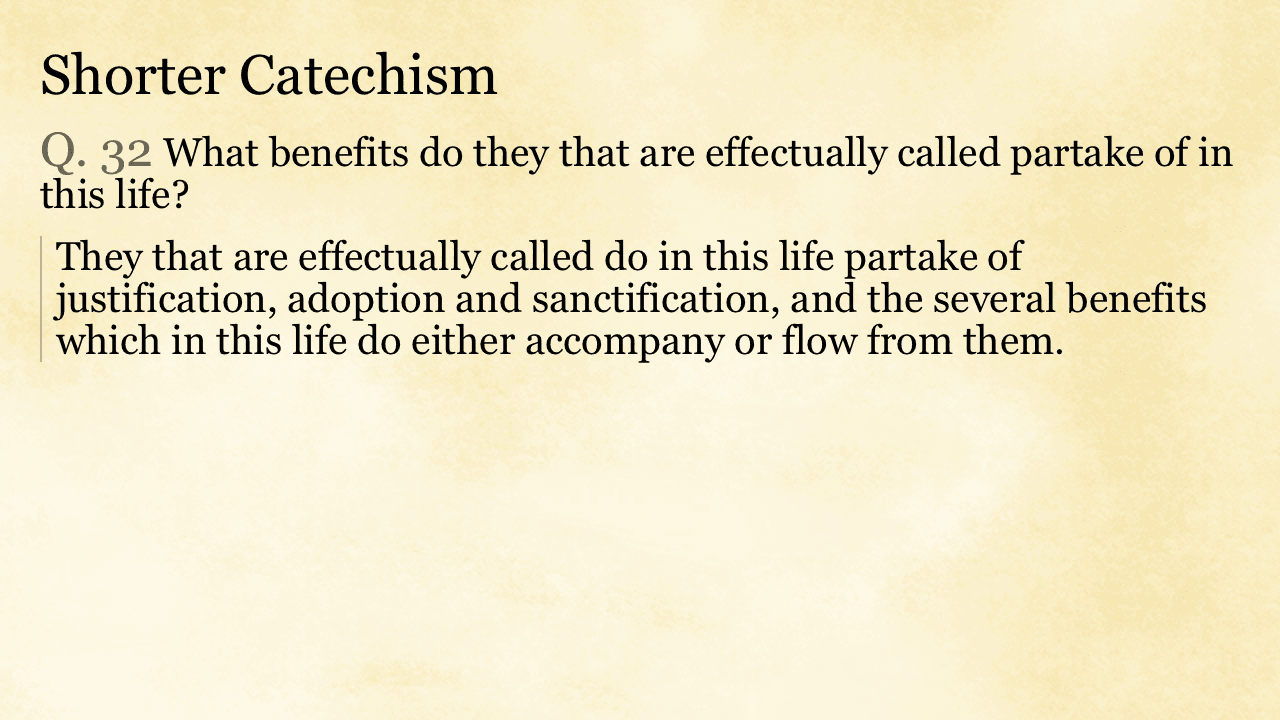 Shorter Catechism
Q. 32 What benefits do they that are effectually called partake of in
this life?
They that are effectually called do in this life partake of
justification, adoption and sanctification, and the several benefits
which in this life do either accompany or flow from them.